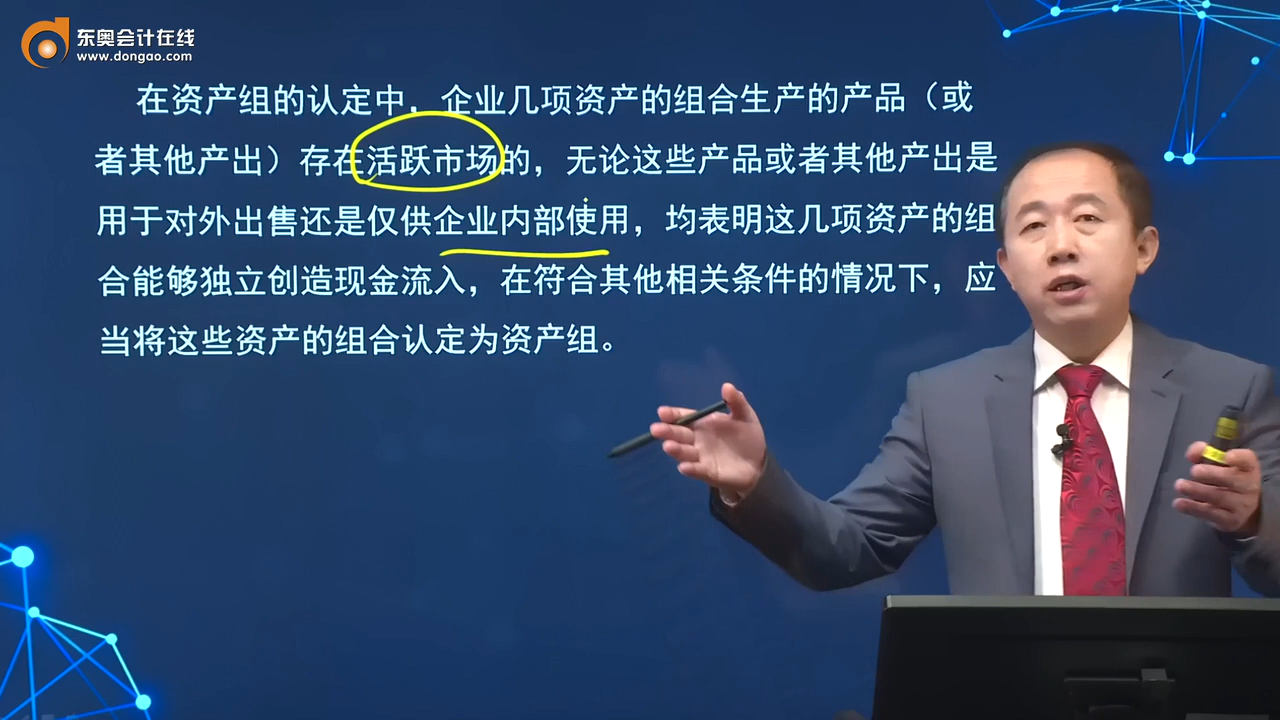 东奥会计在线
www.dongao.com
在资产组的认定中，企业几项资产的组合生产的产品（或
者其他产出）存在活跃市场的，无论这些产品或者其他产出是
用于对外出售还是仅供企业内部使用，均表明这几项资产的组
合能够独立创造现金流入，在符合其他相关条件的情况下，应
当将这些资产的组合认定为资产组。